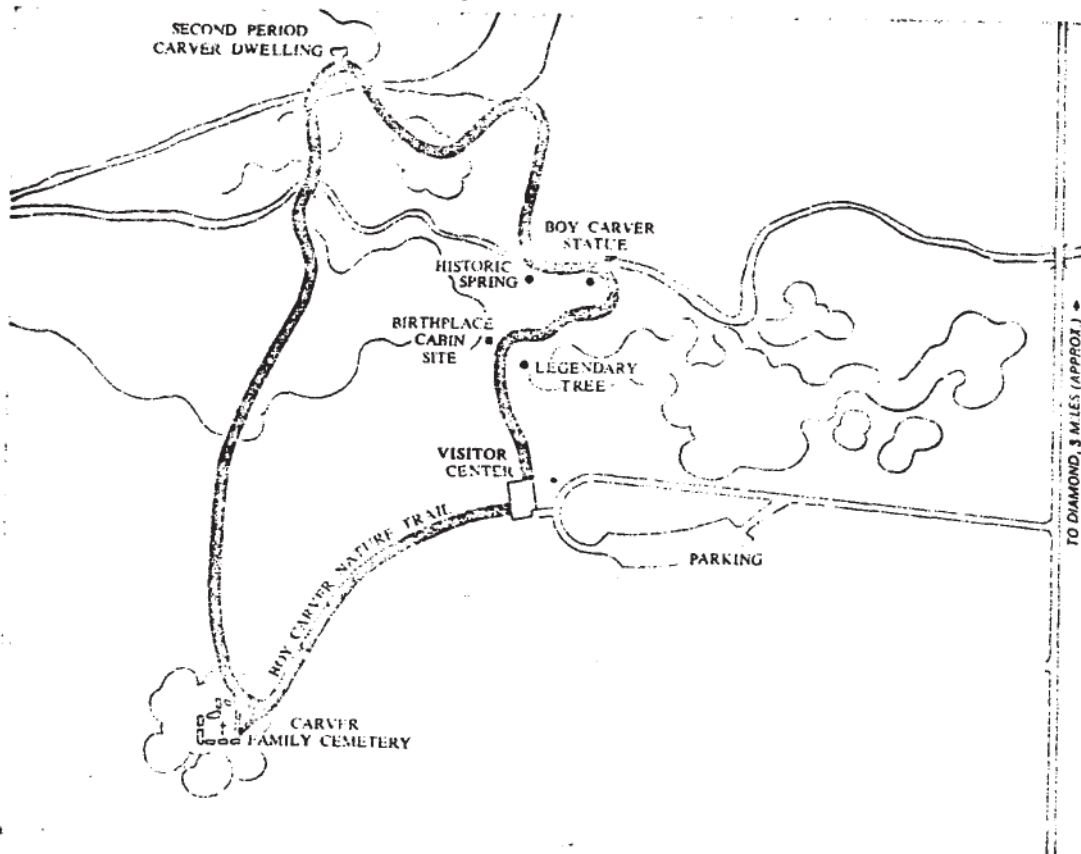 SECOND PERIOD
CARVER DWELLING
BOY CARVER
STATUE
HISTORIC
SPRING
BIRTHPLACE
CABIN
SITE
LEGENDARY
TREE
VISITOR
CENTER
BOY CARVER NATURE TRAIL
PARKING
CARVER
FAMILY CEMETERY
TO DIAMOND, 3 MILES (APPROX.)